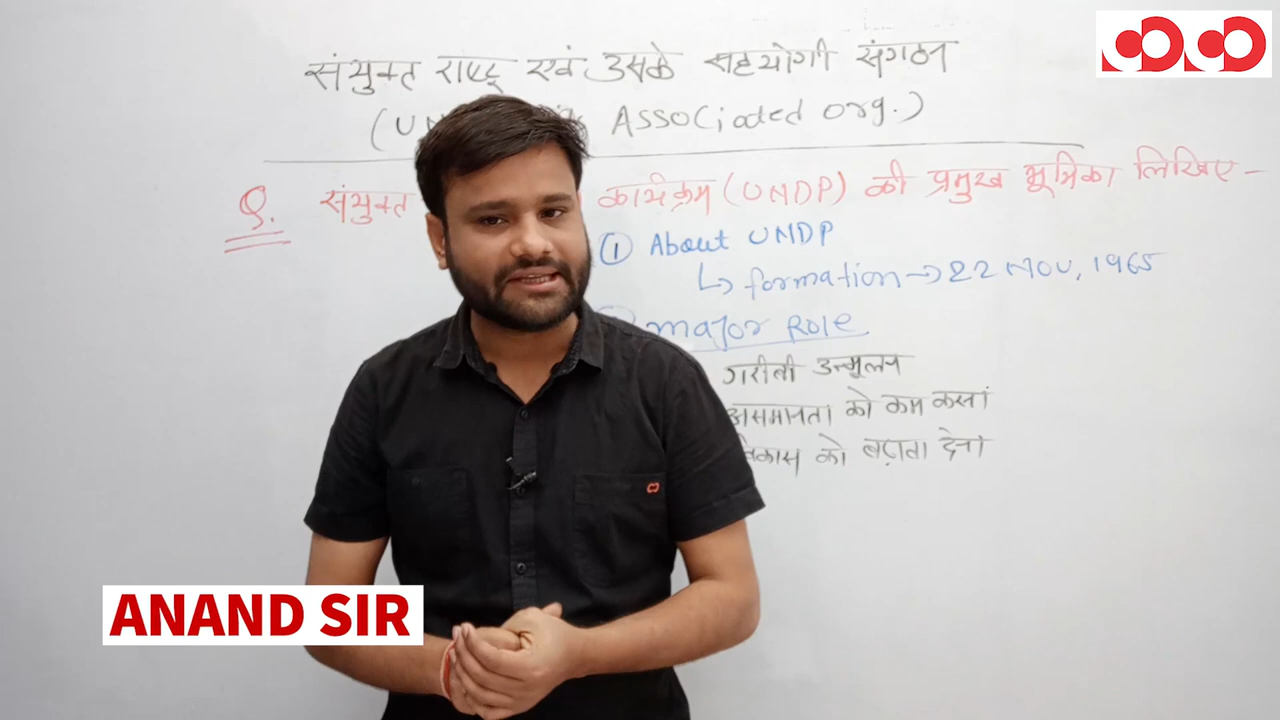 संयुक्त राष्ट्र एवं उसके सहयोगी संगठन
(UN Associated org.)
Q. संयुक्त कार्यक्रम (UNDP) की प्रमुख भूमिका लिखिए -
① About UNDP
↳ formation → 22 NOV, 1965
major Role
गरीबी उन्मूलन
असमानता को कम करना
विकास को बढ़ावा देना
ANAND SIR